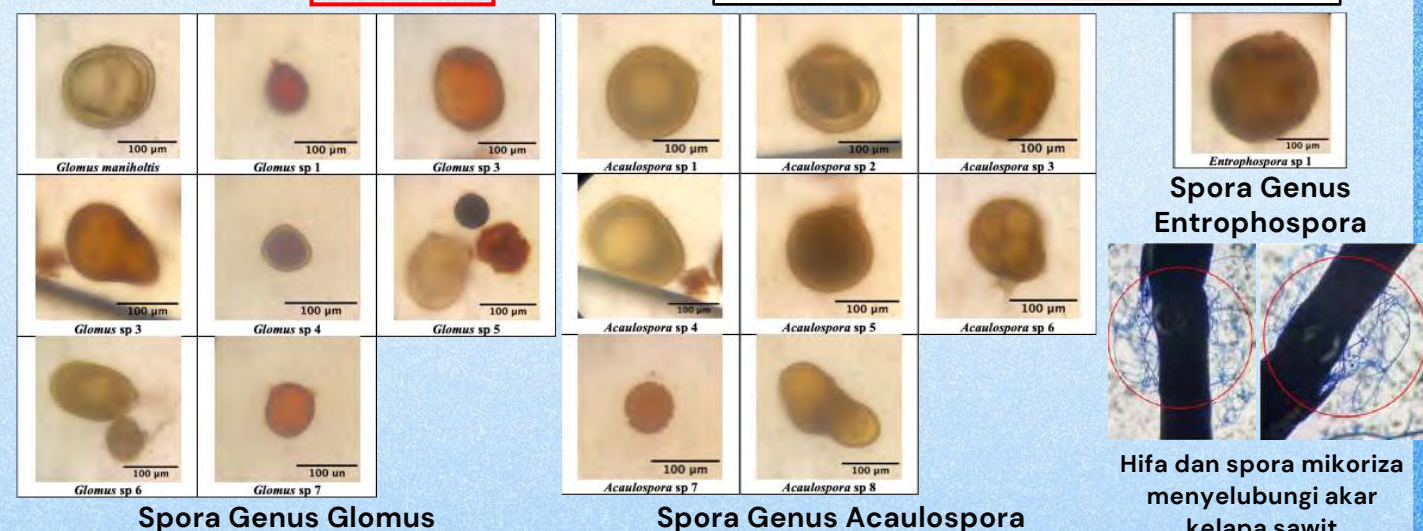 100 µm
Glomus maniholtis
100 µm
Glomus sp 1
100 µm
Glomus sp 3
100 µm
Glomus sp 3
100 µm
Glomus sp 4
100 µm
Glomus sp 5
100 µm
Glomus sp 6
100 un
Glomus sp 7
Spora Genus Glomus
100 µm
Acaulospora sp 1
100 µm
Acaulospora sp 2
100 µm
Acaulospora sp 3
100 µm
Acaulospora sp 4
100 µm
Acaulospora sp 5
100 µm
Acaulospora sp 6
100 µm
Acaulospora sp 7
100 µm
Acaulospora sp 8
Spora Genus Acaulospora
100 µm
Entrophospora sp 1
Spora Genus
Entrophospora
Hifa dan spora mikoriza
menyelubungi akar
kelapa sawit